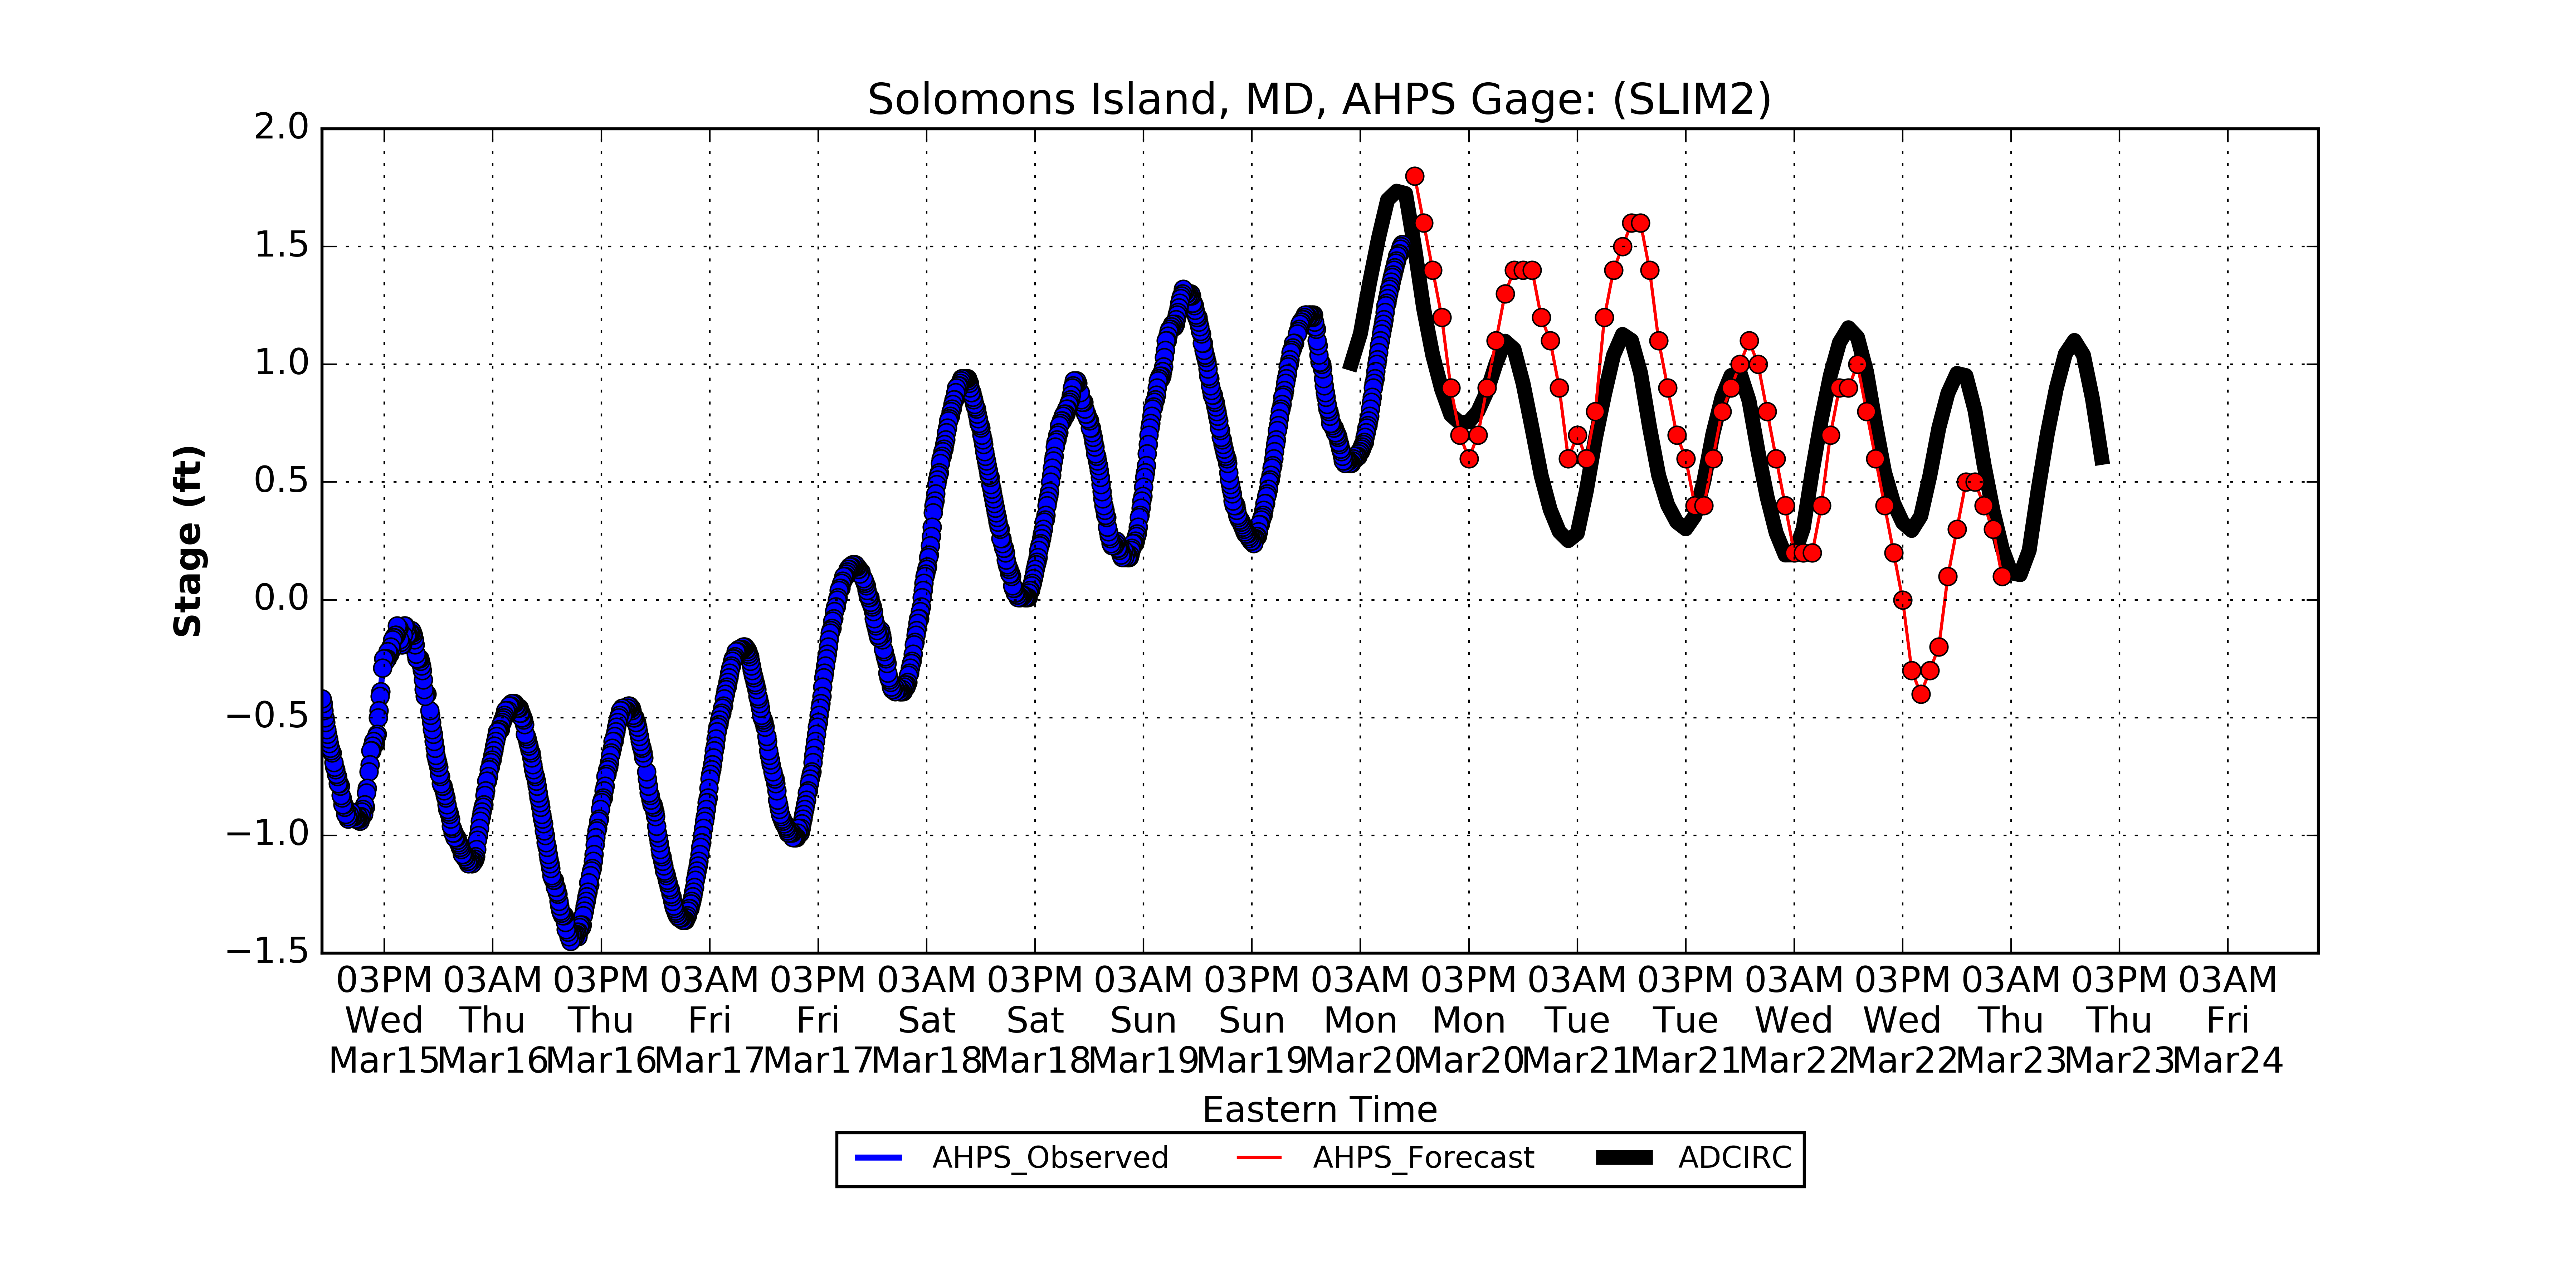 Solomons Island, MD, AHPS Gage: (SLIM2)
2.0
1.5
1.0
0.5
0.0
−0.5
−1.0
−1.5
Stage (ft)
03PM 03AM 03PM 03AM 03PM 03AM 03PM 03AM 03PM 03AM 03PM 03AM 03PM 03AM 03PM 03AM 03PM 03AM
Wed Thu Thu Fri Fri Sat Sat Sun Sun Mon Mon Tue Tue Wed Wed Thu Thu Fri
Mar15 Mar16 Mar16 Mar17 Mar17 Mar18 Mar18 Mar19 Mar19 Mar20 Mar20 Mar21 Mar21 Mar22 Mar22 Mar23 Mar23 Mar24
Eastern Time
AHPS_Observed AHPS_Forecast ADCIRC